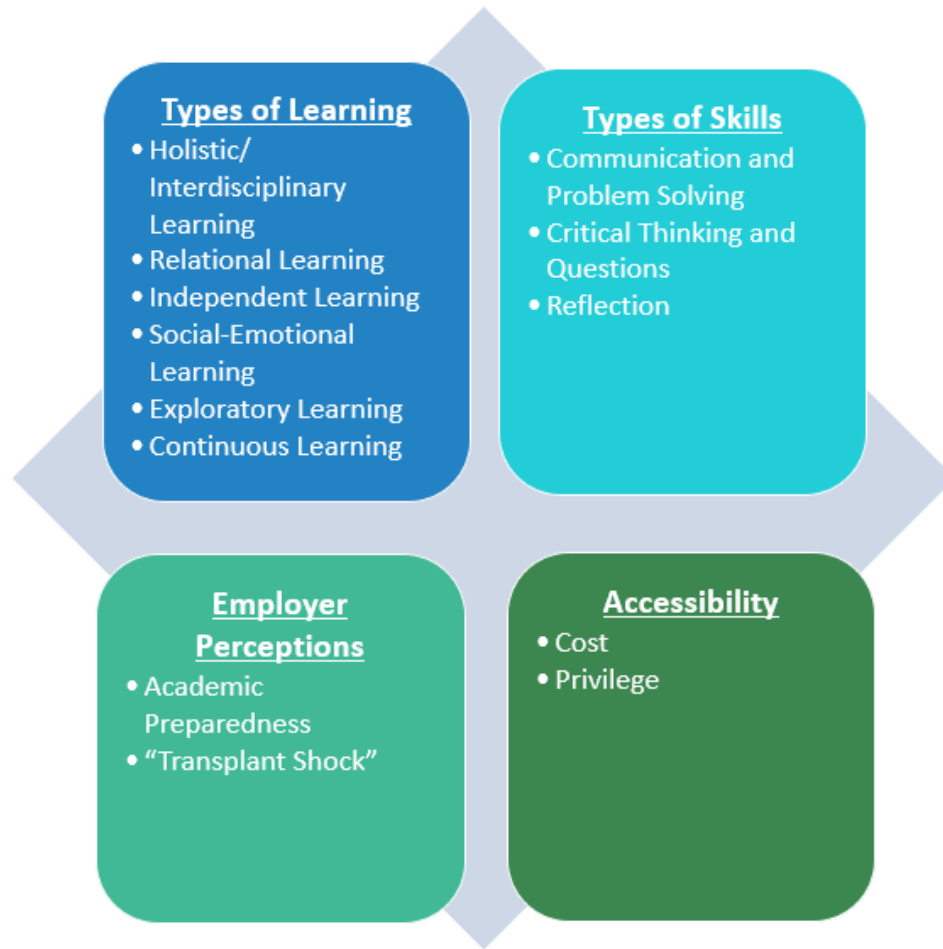 Types of Learning
• Holistic/
Interdisciplinary
Learning
• Relational Learning
• Independent Learning
• Social-Emotional
Learning
• Exploratory Learning
• Continuous Learning
Types of Skills
• Communication and
Problem Solving
• Critical Thinking and
Questions
• Reflection
Employer
Perceptions
• Academic
Preparedness
• “Transplant Shock”
Accessibility
• Cost
• Privilege